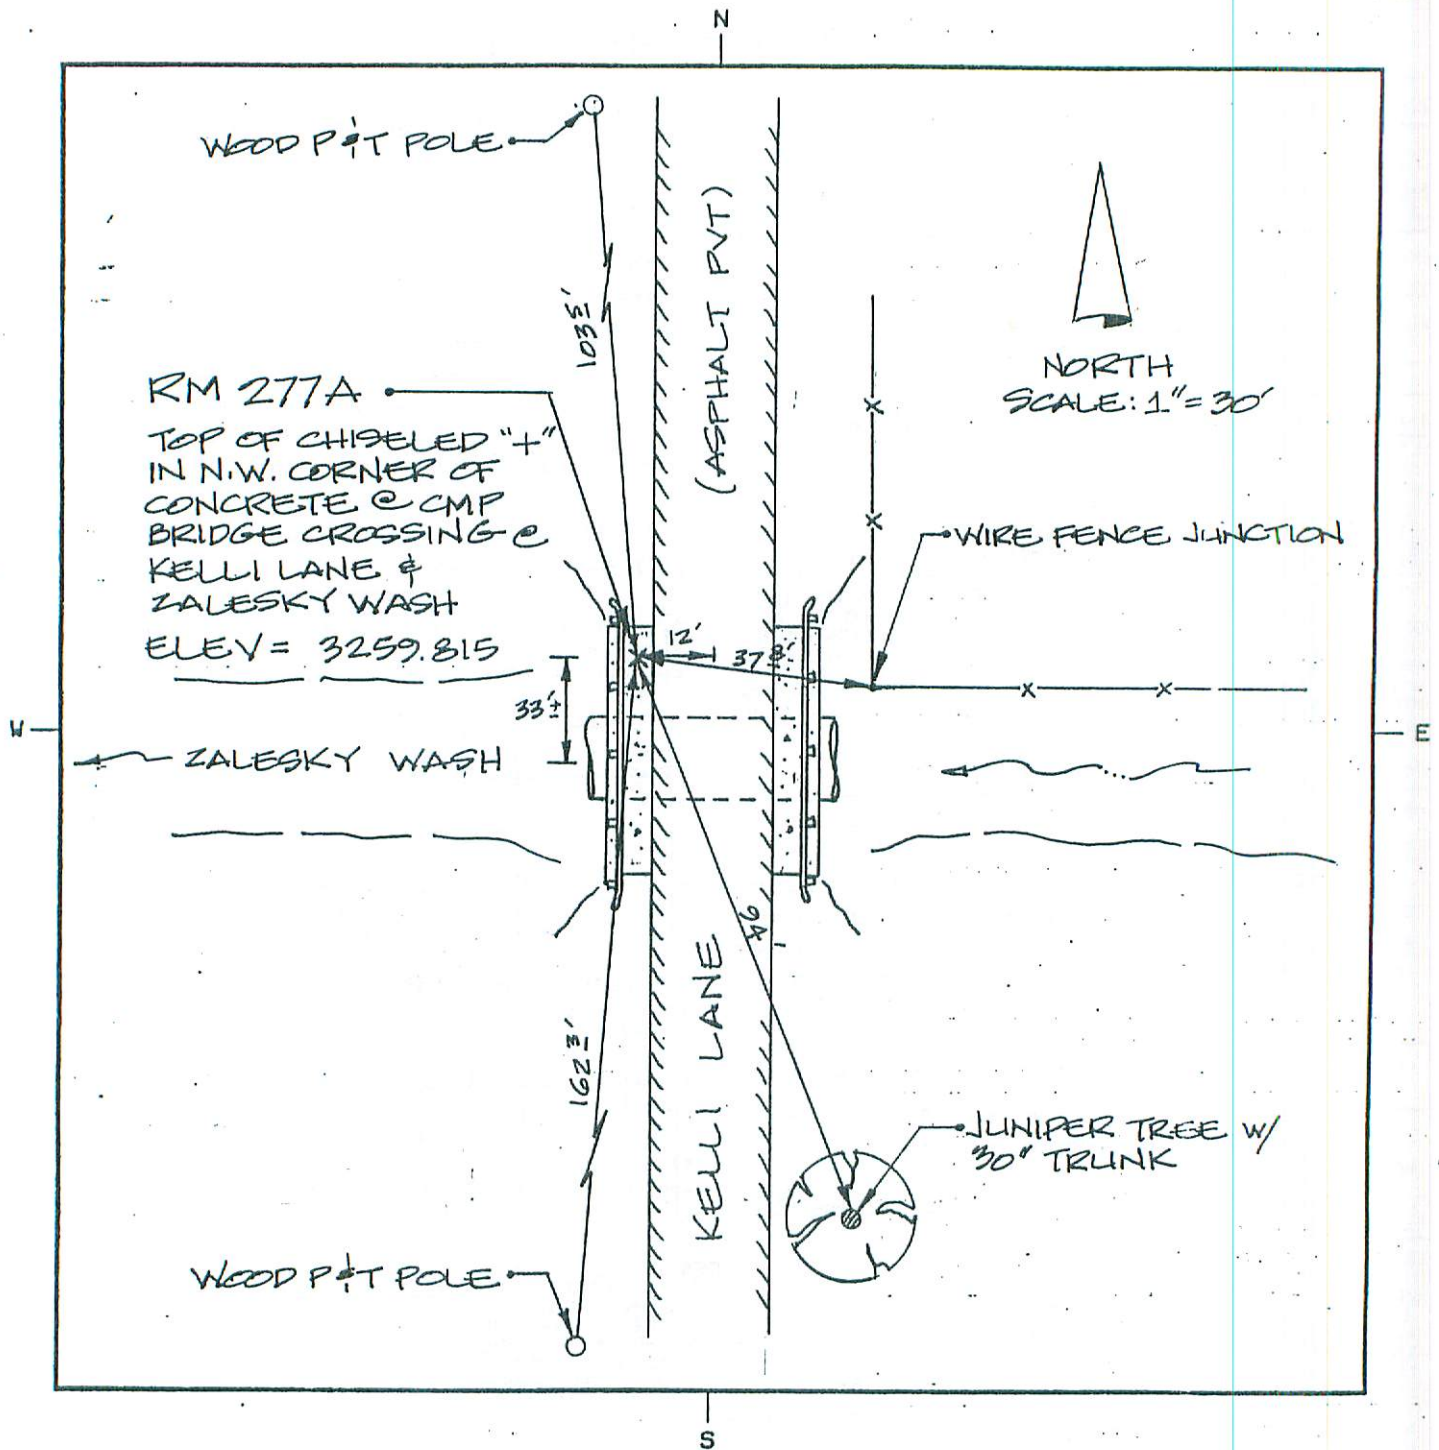 N
WOOD P&T POLE
(ASPHALT PVT)
103.5'
RM 277A
TOP OF CHISELED "+"
IN N.W. CORNER OF
CONCRETE @ CMP
BRIDGE CROSSING @
KELLI LANE &
ZALESKY WASH
ELEV = 3259.815
NORTH
SCALE: 1" = 30'
WIRE FENCE JUNCTION
12'
37.8'
33'±
W
E
ZALESKY WASH
KELLI LANE
162.3'
JUNIPER TREE W/
30" TRUNK
WOOD P&T POLE
S